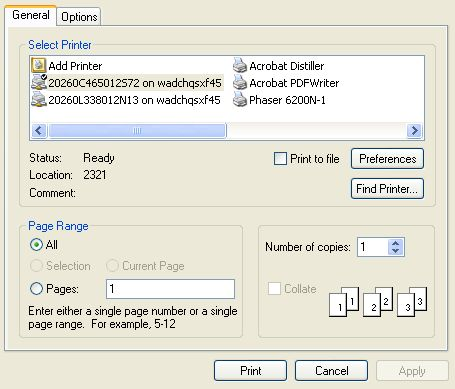 General Options
Select Printer
Add Printer Acrobat Distiller
20260C465012S72 on wadchqsxf45 Acrobat PDFWriter
20260L338012N13 on wadchqsxf45 Phaser 6200N-1
Status: Ready Print to file Preferences
Location: 2321
Comment: Find Printer...
Page Range
All Number of copies: 1
Selection Current Page
Pages: 1 Collate 1 1 2 2 3 3
Enter either a single page number or a single
page range. For example, 5-12
Print Cancel Apply